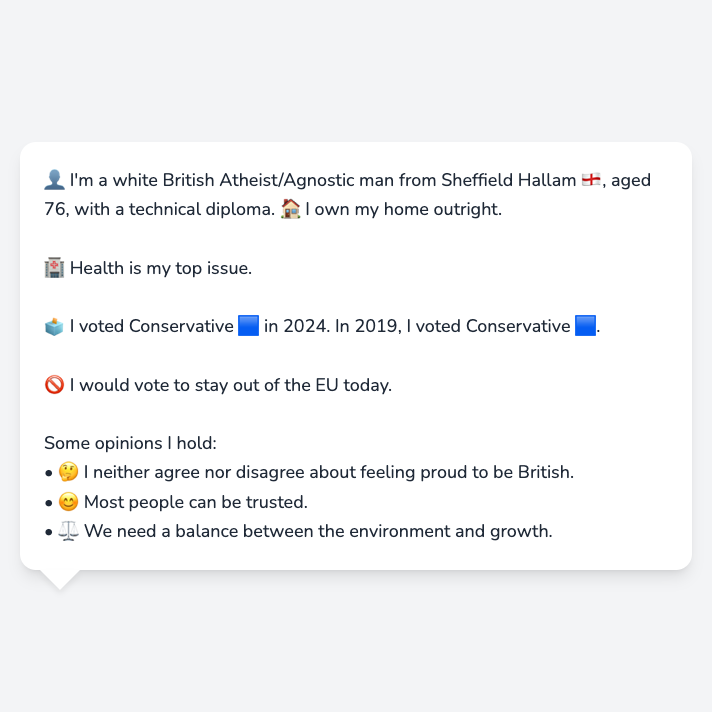 👤 I'm a white British Atheist/Agnostic man from Sheffield Hallam 🏴󠁧󠁢󠁥󠁮󠁧󠁿, aged
76, with a technical diploma. 🏠 I own my home outright.
🏥 Health is my top issue.
🗳️ I voted Conservative 🟦 in 2024. In 2019, I voted Conservative 🟦.
🚫 I would vote to stay out of the EU today.
Some opinions I hold:
• 🤔 I neither agree nor disagree about feeling proud to be British.
• 😊 Most people can be trusted.
• ⚖️ We need a balance between the environment and growth.